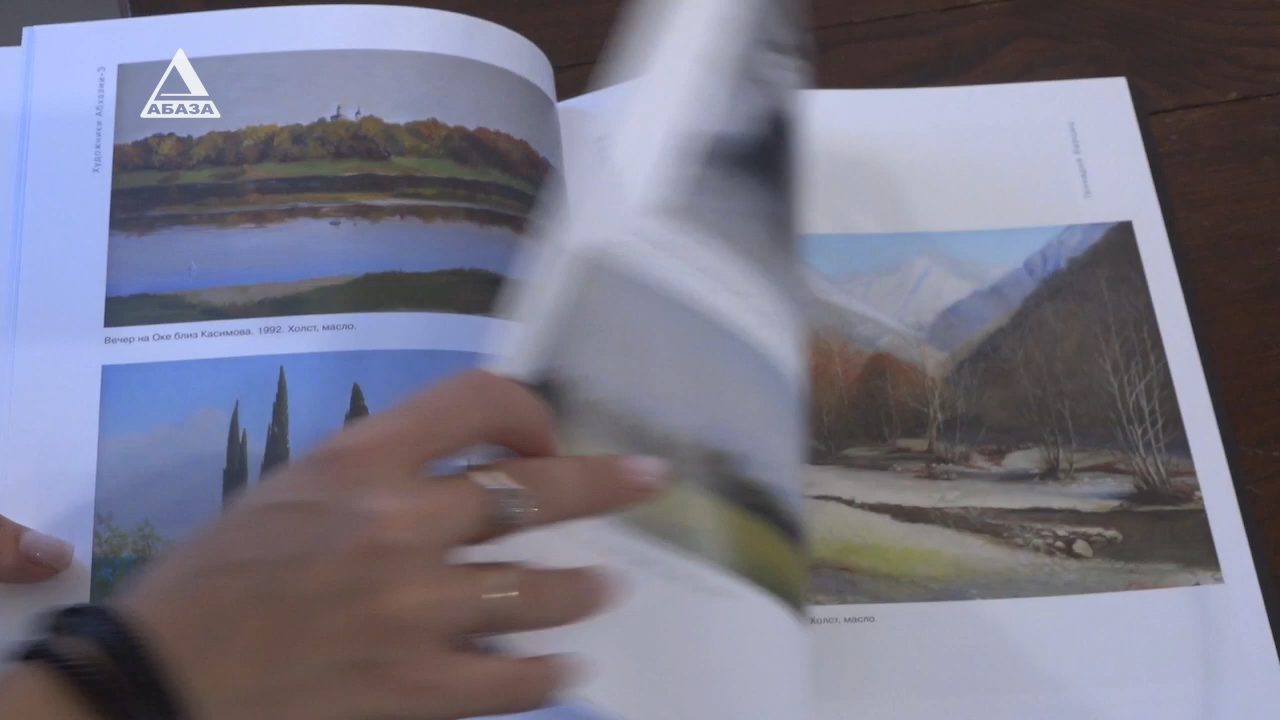 АБАЗА
Художники Абхазии-3
Вечер на Оке близ Касимова. 1992. Холст, масло.
Холст, масло.